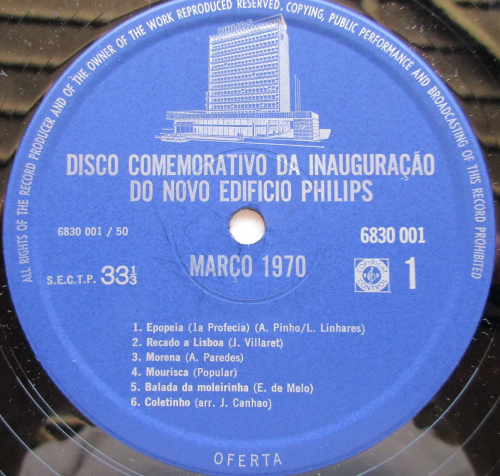 ALL RIGHTS OF THE RECORD PRODUCER AND OF THE OWNER OF THE WORK REPRODUCED RESERVED. COPYING, PUBLIC PERFORMANCE AND BROADCASTING OF THIS RECORD PROHIBITED
PHILIPS
DISCO COMEMORATIVO DA INAUGURAÇÃO
DO NOVO EDIFICIO PHILIPS
6830 001 / 50
6830 001
S.E.C.T.P. 33 1/3
MARÇO 1970
1
1. Epopeia (1a Profecia) (A. Pinho/L. Linhares)
2. Recado a Lisboa (J. Villaret)
3. Morena (A. Paredes)
4. Mourisca (Popular)
5. Balada da moleirinha (E. de Melo)
6. Coletinho (arr. J. Canhao)
OFERTA